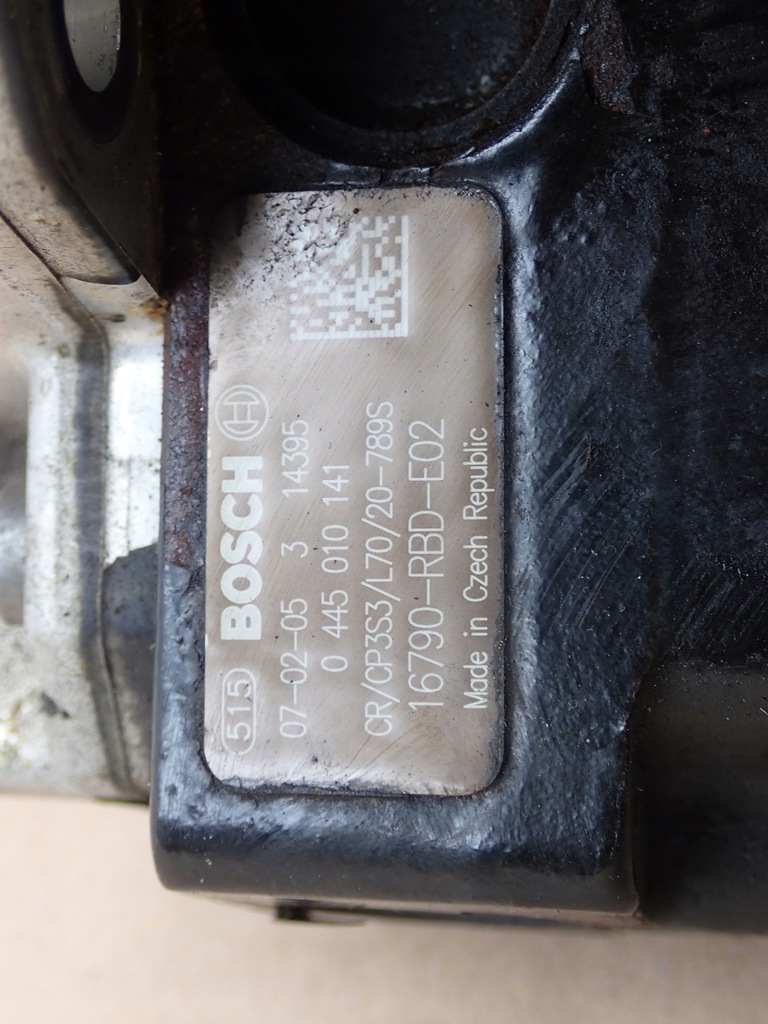 515 BOSCH
07-02-05 3 14395
0 445 010 141
CR/CP3S3/L70/20-789S
16790-RBD-E02
Made in Czech Republic